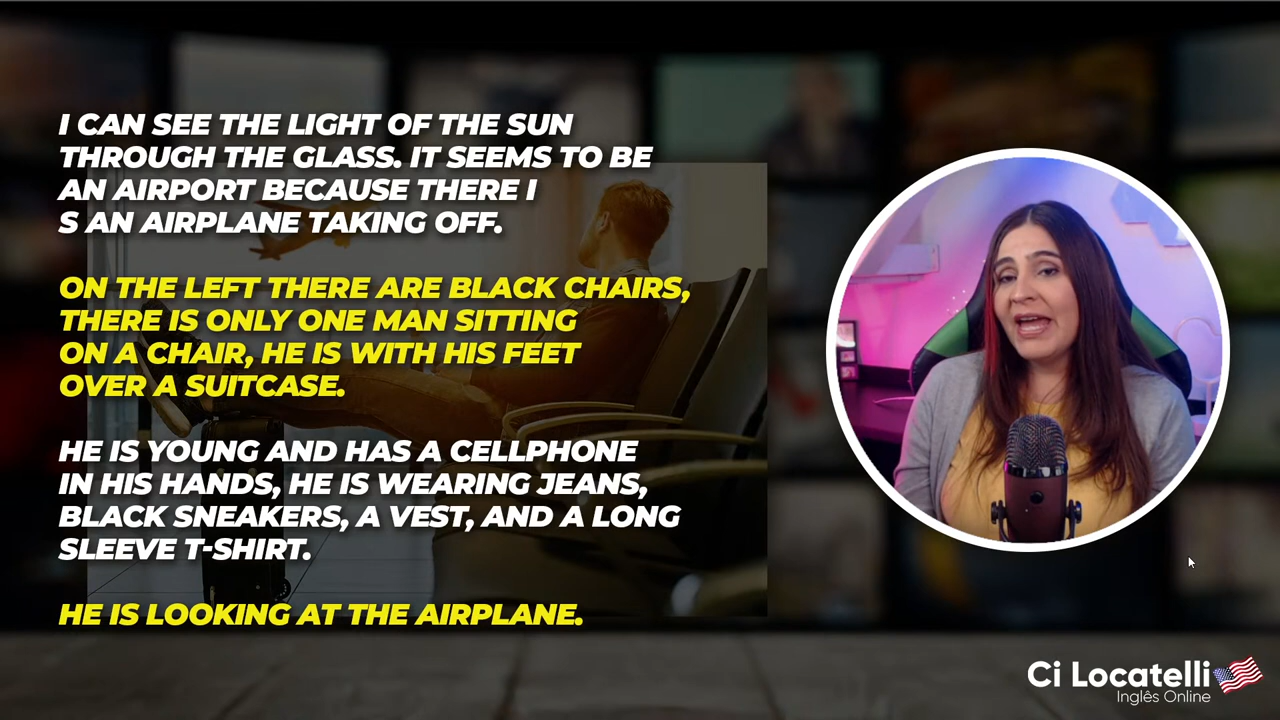 I CAN SEE THE LIGHT OF THE SUN
THROUGH THE GLASS. IT SEEMS TO BE
AN AIRPORT BECAUSE THERE I
S AN AIRPLANE TAKING OFF.
ON THE LEFT THERE ARE BLACK CHAIRS,
THERE IS ONLY ONE MAN SITTING
ON A CHAIR, HE IS WITH HIS FEET
OVER A SUITCASE.
HE IS YOUNG AND HAS A CELLPHONE
IN HIS HANDS, HE IS WEARING JEANS,
BLACK SNEAKERS, A VEST, AND A LONG
SLEEVE T-SHIRT.
HE IS LOOKING AT THE AIRPLANE.
Ci Locatelli
Inglês Online